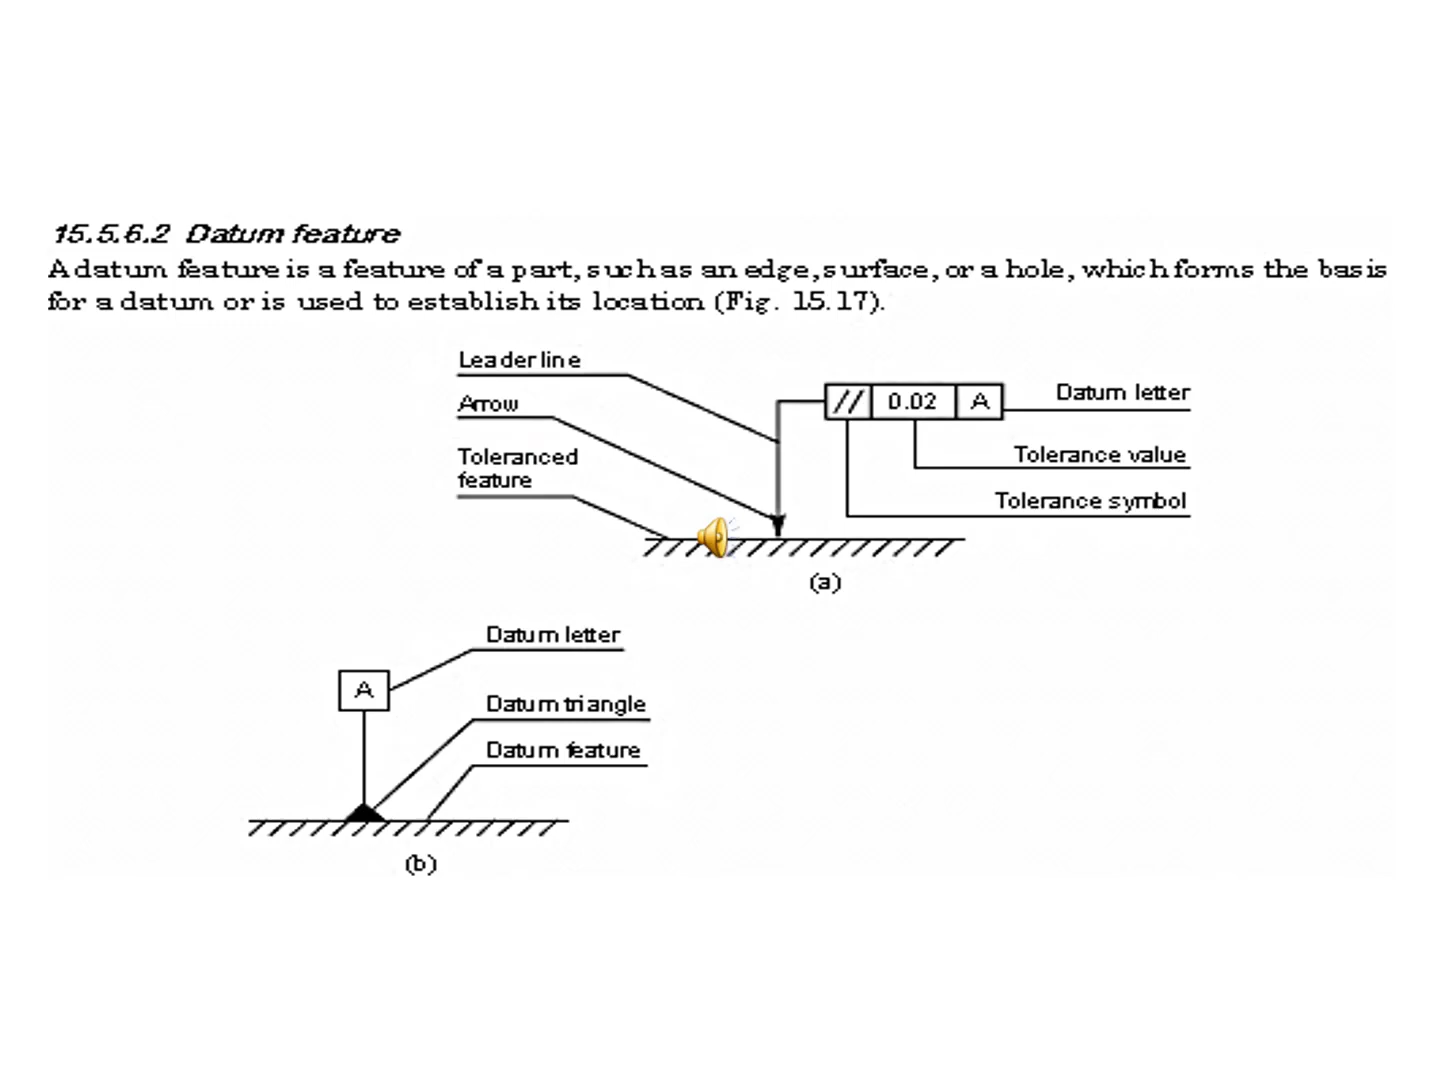 15.5.6.2 Datum feature
A datum feature is a feature of a part, such as an edge, surface, or a hole, which forms the basis
for a datum or is used to establish its location (Fig. 15.17).
Leader line
Arrow
Toleranced
feature
// 0.02 A
Datum letter
Tolerance value
Tolerance symbol
(a)
Datum letter
A
Datum triangle
Datum feature
(b)